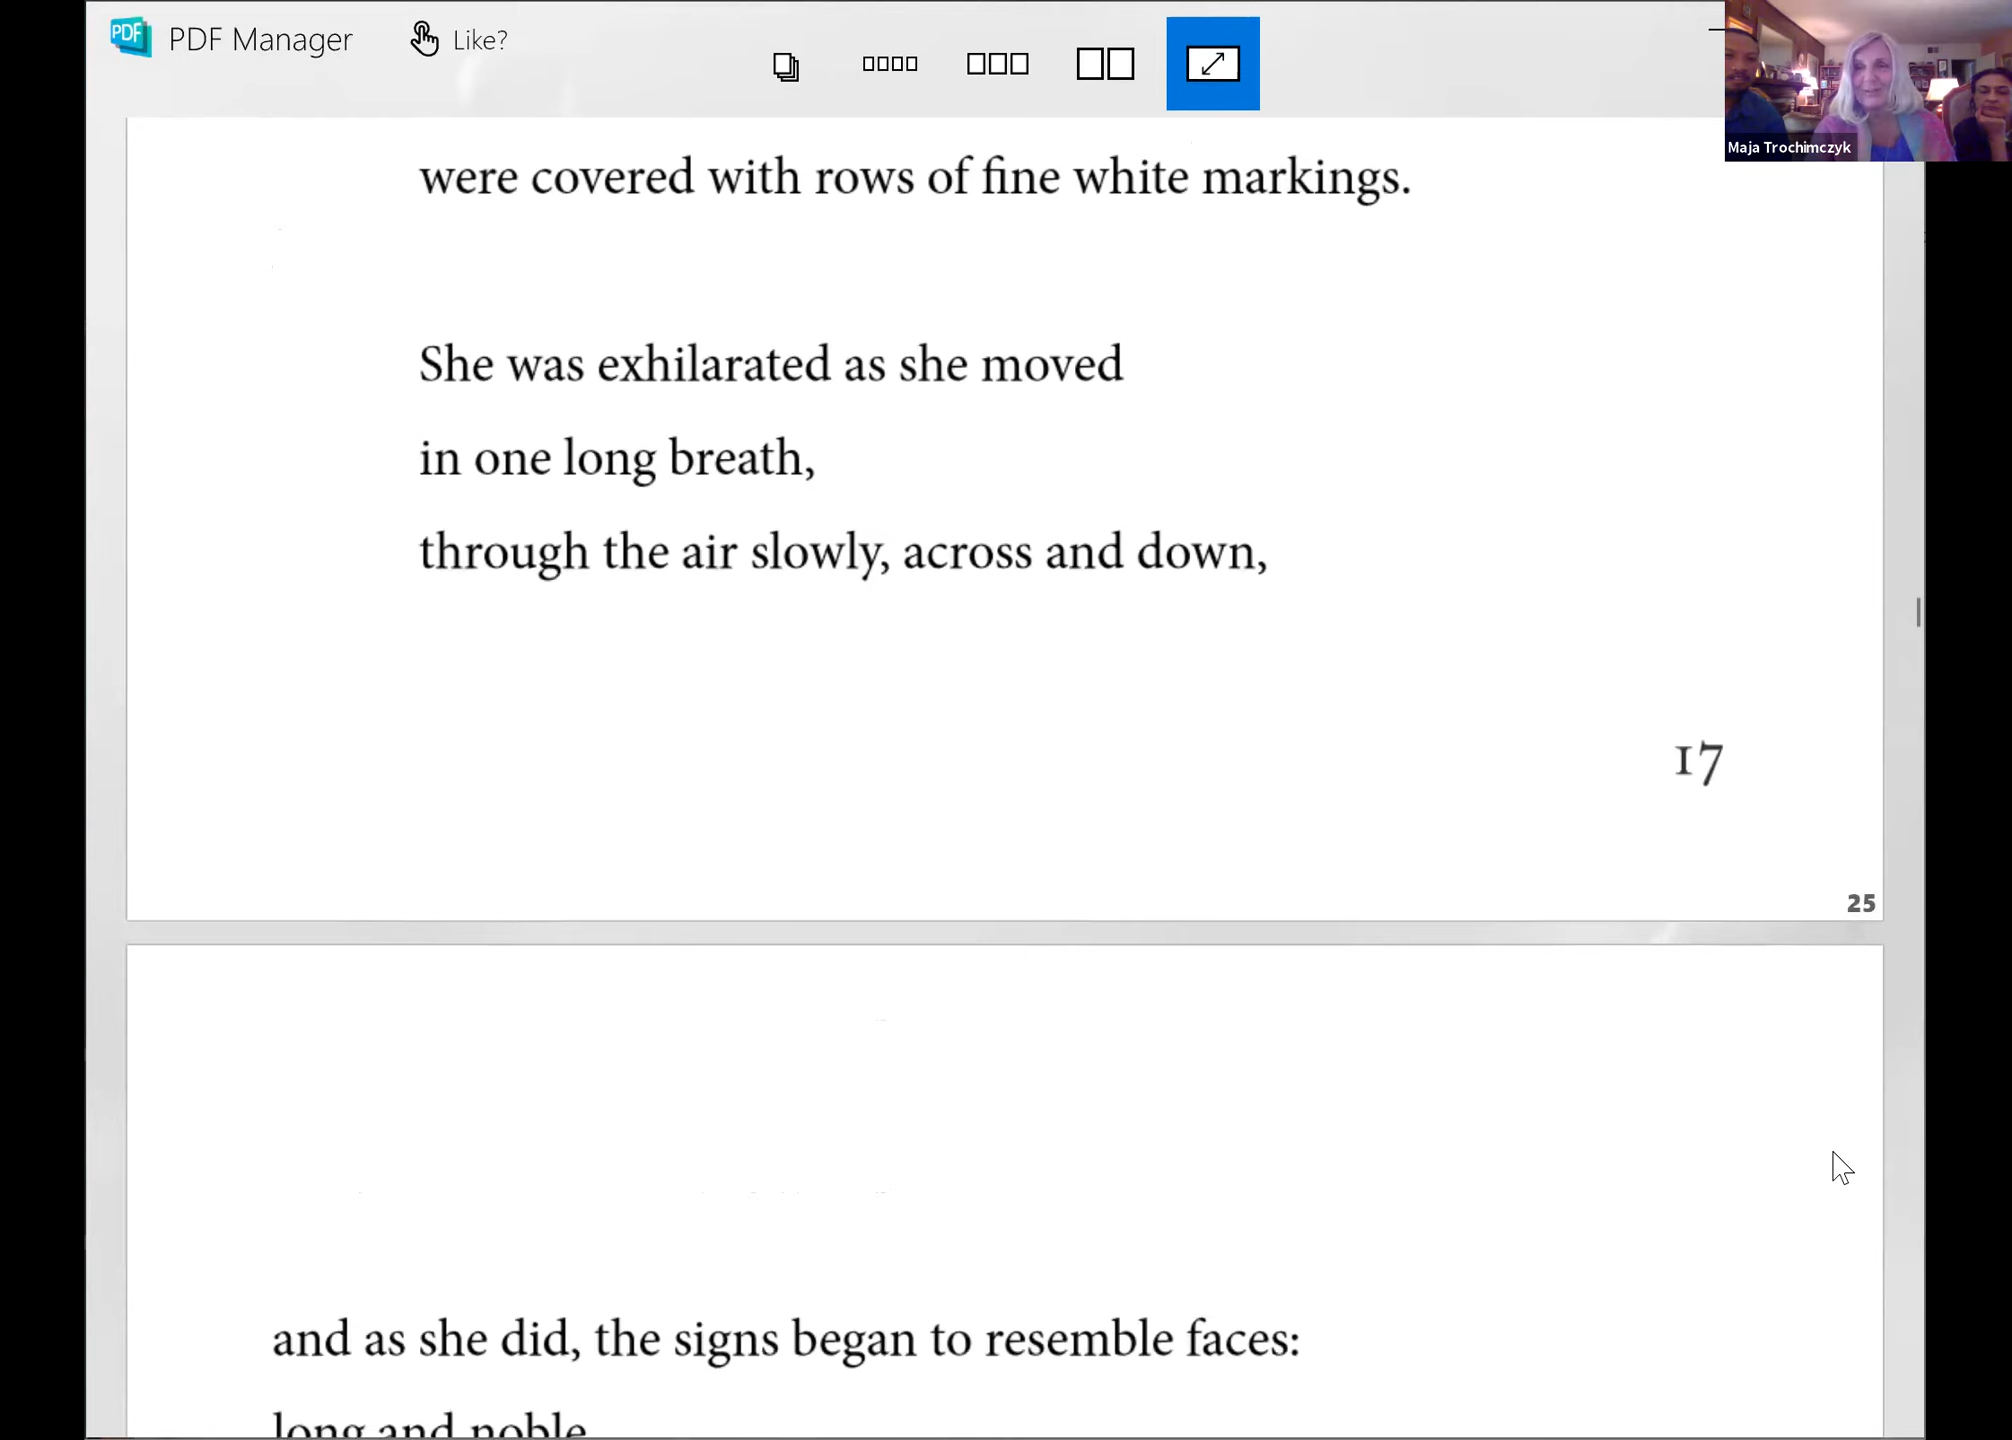 PDF Manager
Like?
Maja Trochimczyk
were covered with rows of fine white markings.
She was exhilarated as she moved
in one long breath,
through the air slowly, across and down,
17
25
and as she did, the signs began to resemble faces:
long and noble